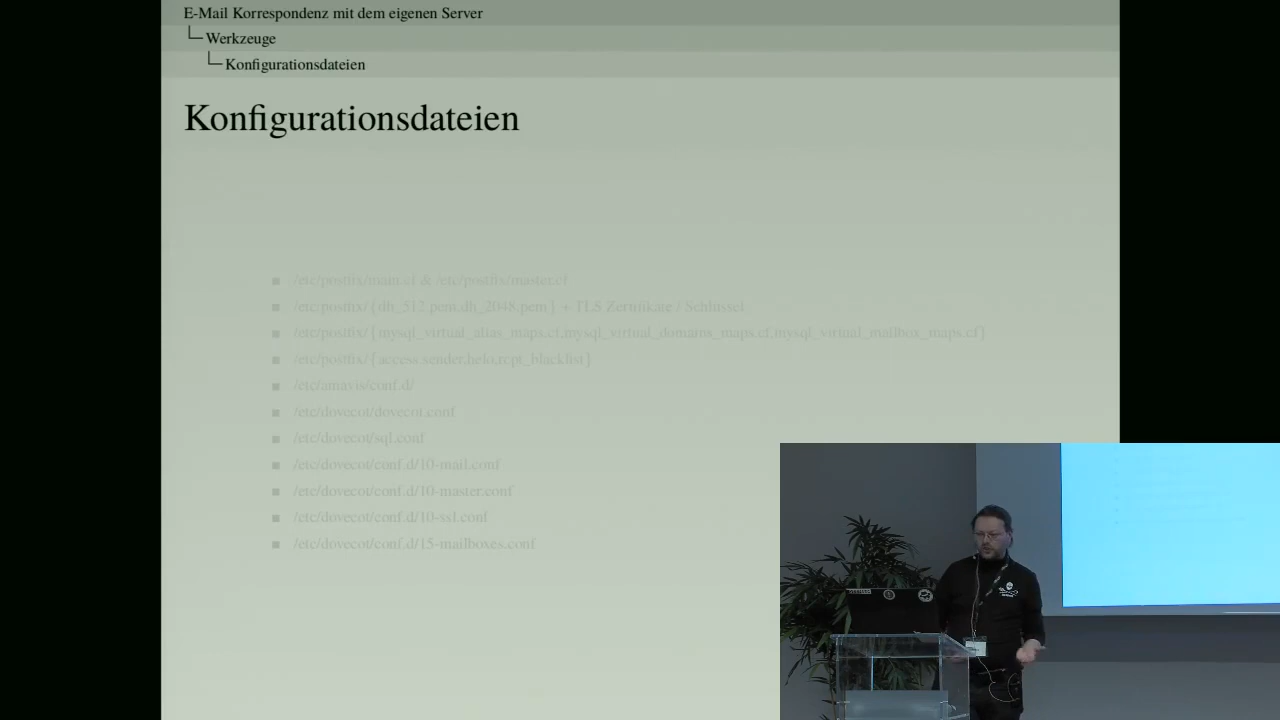 E-Mail Korrespondenz mit dem eigenen Server
Werkzeuge
Konfigurationsdateien
Konfigurationsdateien
/etc/postfix/main.cf & /etc/postfix/master.cf
/etc/postfix/{dh_512.pem,dh_2048.pem} + TLS Zertifikate / Schlüssel
/etc/postfix/{mysql_virtual_alias_maps.cf,mysql_virtual_domains_maps.cf,mysql_virtual_mailbox_maps.cf}
/etc/postfix/{access,sender,helo,rcpt_blacklist}
/etc/amavis/conf.d/
/etc/dovecot/dovecot.conf
/etc/dovecot/sql.conf
/etc/dovecot/conf.d/10-mail.conf
/etc/dovecot/conf.d/10-master.conf
/etc/dovecot/conf.d/10-ssl.conf
/etc/dovecot/conf.d/15-mailboxes.conf